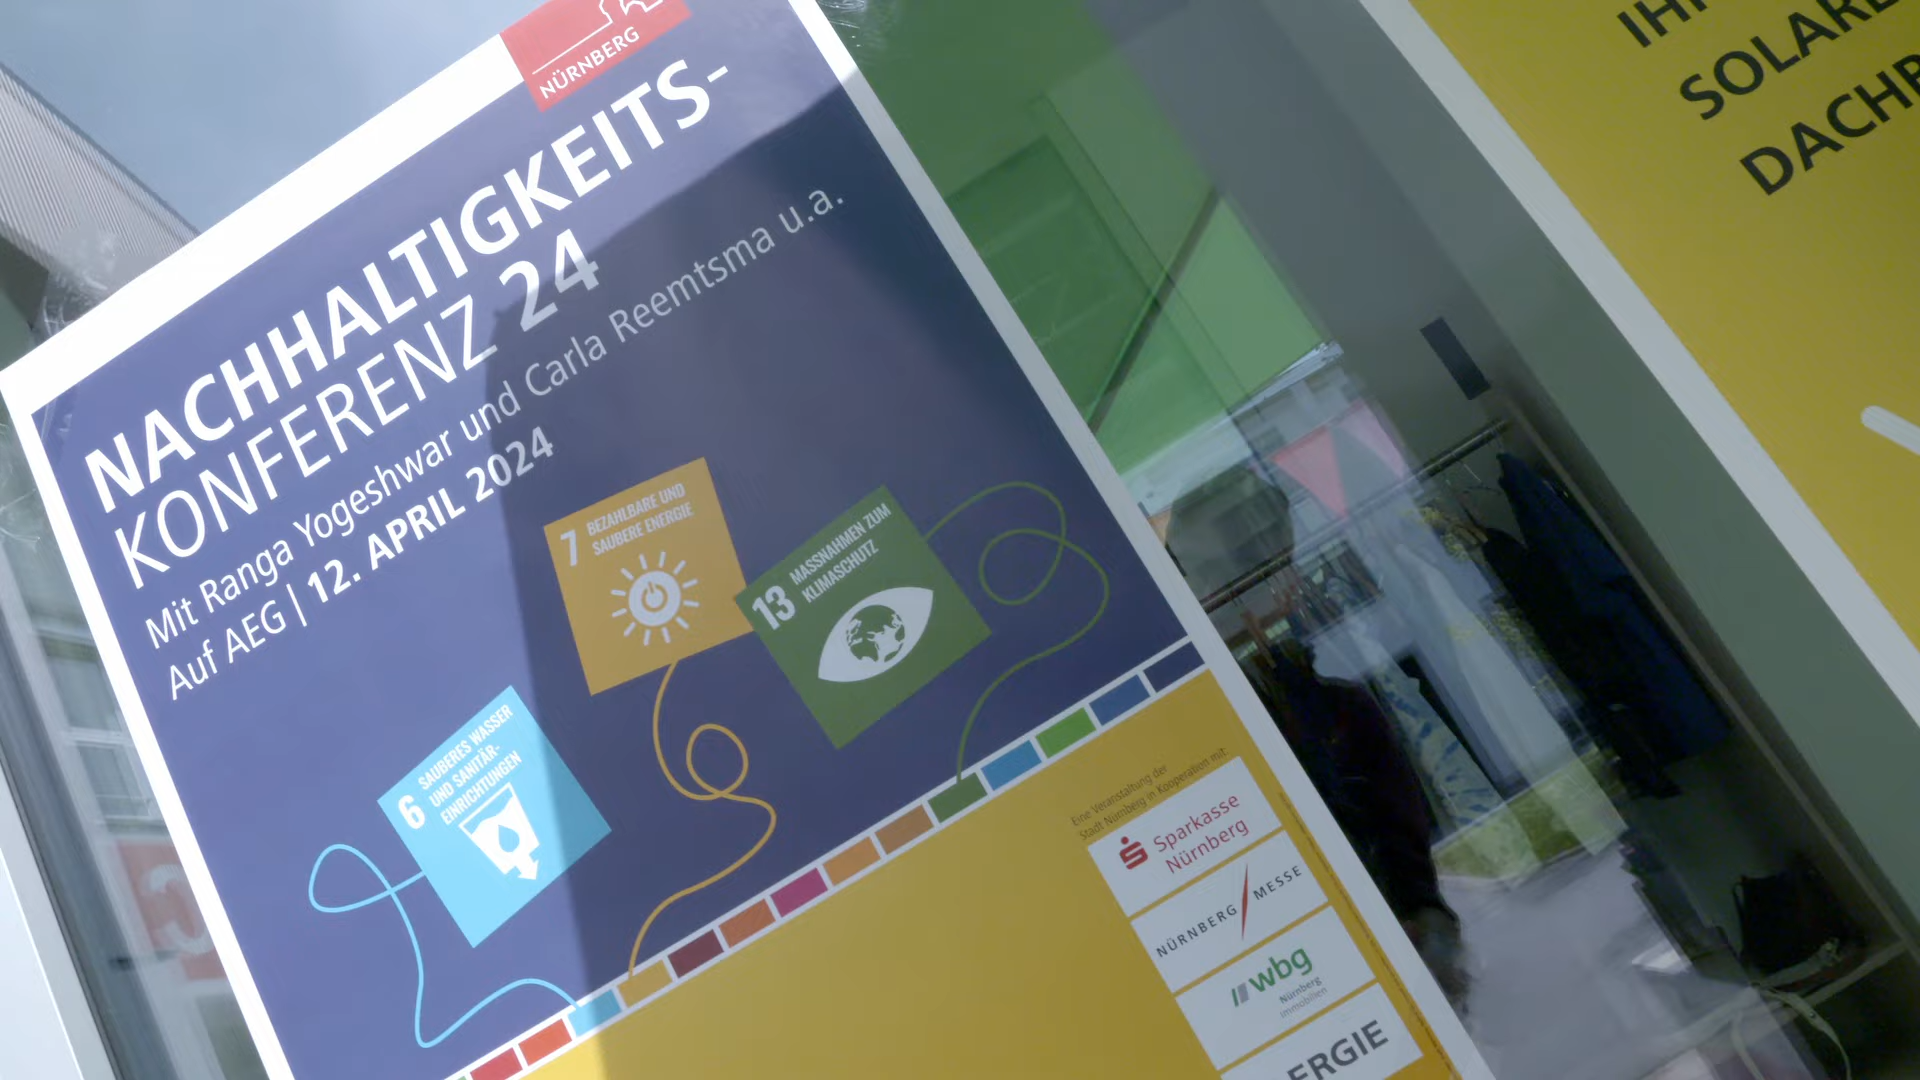 NÜRNBERG
NACHHALTIGKEITS-
KONFERENZ 24
Mit Ranga Yogeshwar und Carla Reemtsma u.a.
Auf AEG | 12. APRIL 2024
7 BEZAHLBARE UND
SAUBERE ENERGIE
13 MASSNAHMEN ZUM
KLIMASCHUTZ
6 SAUBERES WASSER
UND SANITÄR-
EINRICHTUNGEN
Eine Veranstaltung der
Stadt Nürnberg in Kooperation mit:
Sparkasse
Nürnberg
NÜRNBERG MESSE
wbg
Nürnberg
Immobilien
ERGIE
IH
SOLAR
DACH